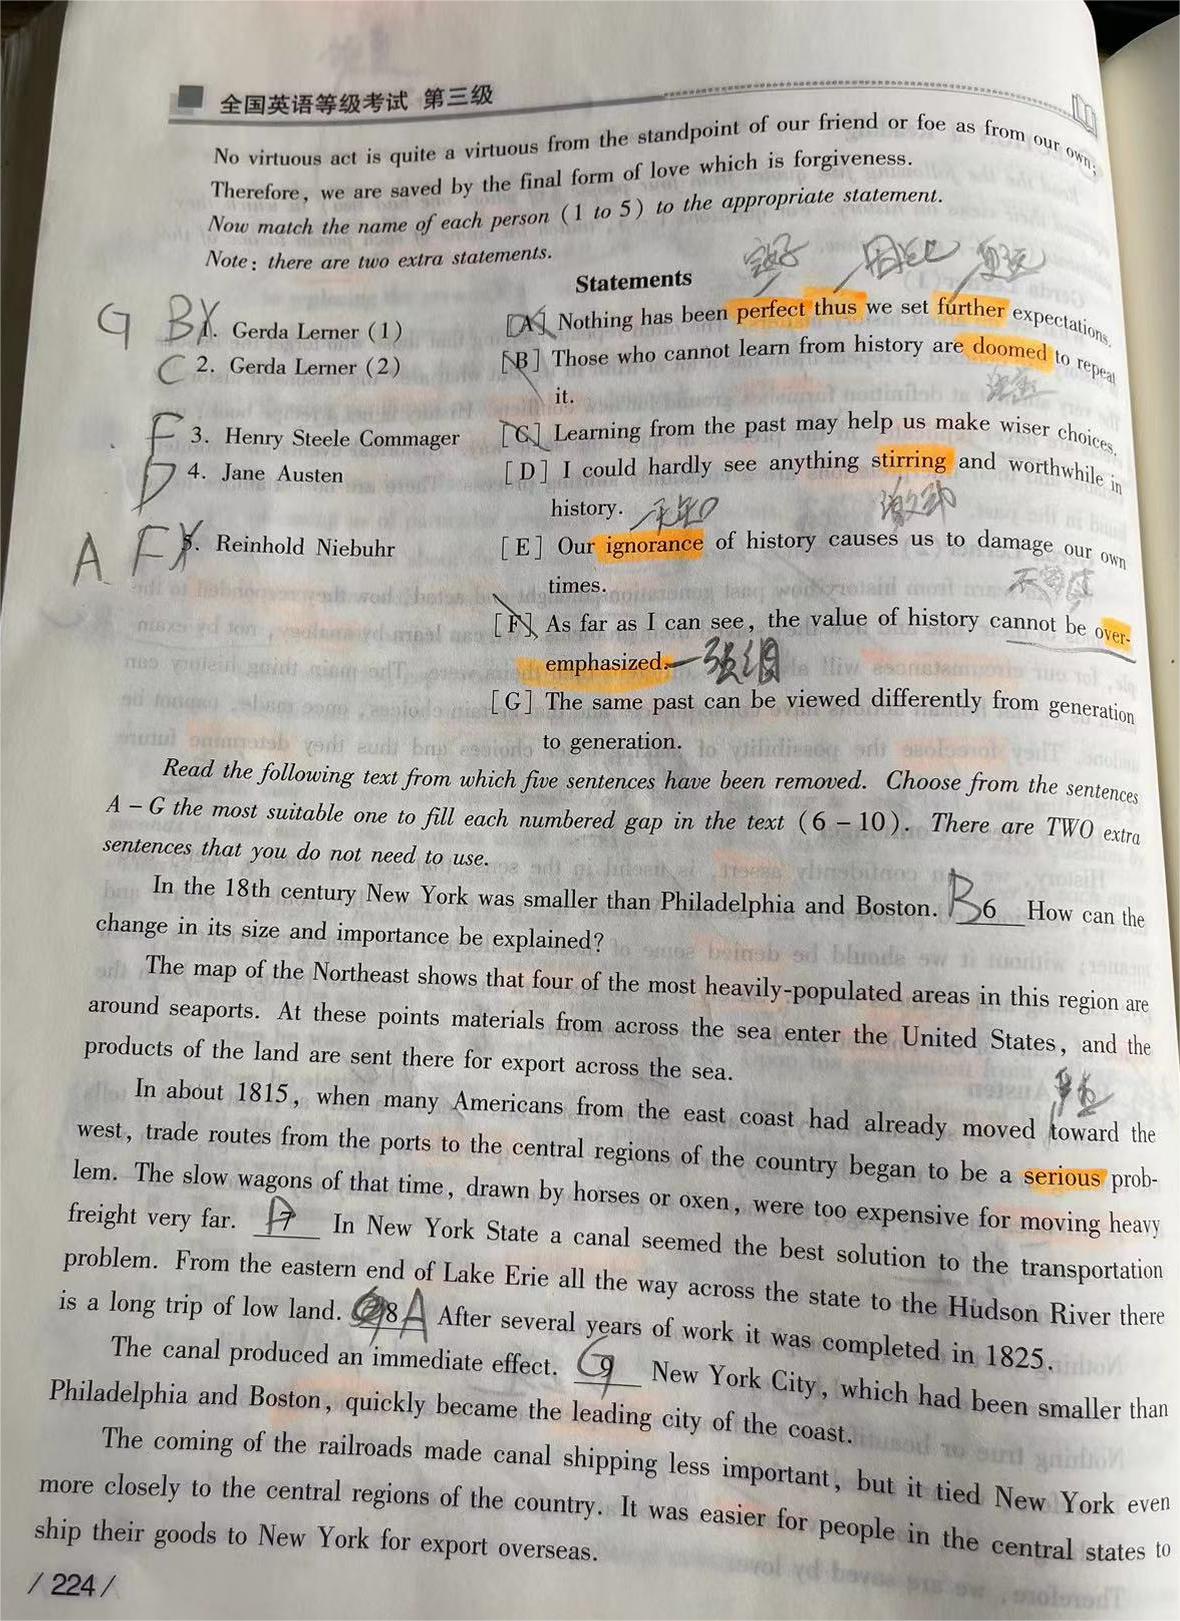 全国英语等级考试 第三级
No virtuous act is quite a virtuous from the standpoint of our friend or foe as from our own;
Therefore, we are saved by the final form of love which is forgiveness.
Now match the name of each person (1 to 5) to the appropriate statement.
Note: there are two extra statements.
Statements
G B 1. Gerda Lerner (1)
[A] Nothing has been perfect thus we set further expectations.
C 2. Gerda Lerner (2)
[B] Those who cannot learn from history are doomed to repeat
it.
F 3. Henry Steele Commager
[C] Learning from the past may help us make wiser choices.
D 4. Jane Austen
[D] I could hardly see anything stirring and worthwhile in
激动
history.
A F 5. Reinhold Niebuhr
[E] Our ignorance of history causes us to damage our own
times.
[F] As far as I can see, the value of history cannot be over-
emphasized.
强调
[G] The same past can be viewed differently from generation
to generation.
Read the following text from which five sentences have been removed. Choose from the sentences
A – G the most suitable one to fill each numbered gap in the text (6 – 10). There are TWO extra
sentences that you do not need to use.
In the 18th century New York was smaller than Philadelphia and Boston. B 6 How can the
change in its size and importance be explained?
The map of the Northeast shows that four of the most heavily-populated areas in this region are
around seaports. At these points materials from across the sea enter the United States, and the
products of the land are sent there for export across the sea.
In about 1815, when many Americans from the east coast had already moved toward the
west, trade routes from the ports to the central regions of the country began to be a serious prob-
lem. The slow wagons of that time, drawn by horses or oxen, were too expensive for moving heavy
freight very far. 7 In New York State a canal seemed the best solution to the transportation
problem. From the eastern end of Lake Erie all the way across the state to the Hudson River there
is a long trip of low land. 8 A After several years of work it was completed in 1825.
The canal produced an immediate effect. G 9 New York City, which had been smaller than
Philadelphia and Boston, quickly became the leading city of the coast.
The coming of the railroads made canal shipping less important, but it tied New York even
more closely to the central regions of the country. It was easier for people in the central states to
ship their goods to New York for export overseas.
/ 224 /